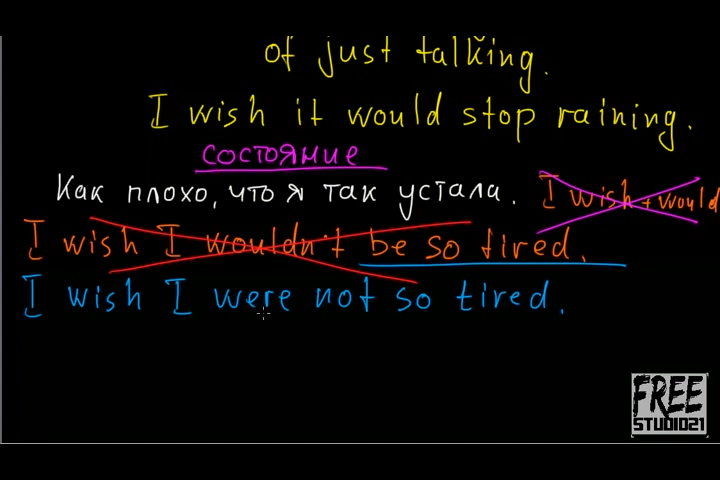 of just talking.
I wish it would stop raining.
состояние
Как плохо, что я так устала.
I wish + would
I wish I wouldn't be so tired.
I wish I were not so tired.
FREE
STUDIO21